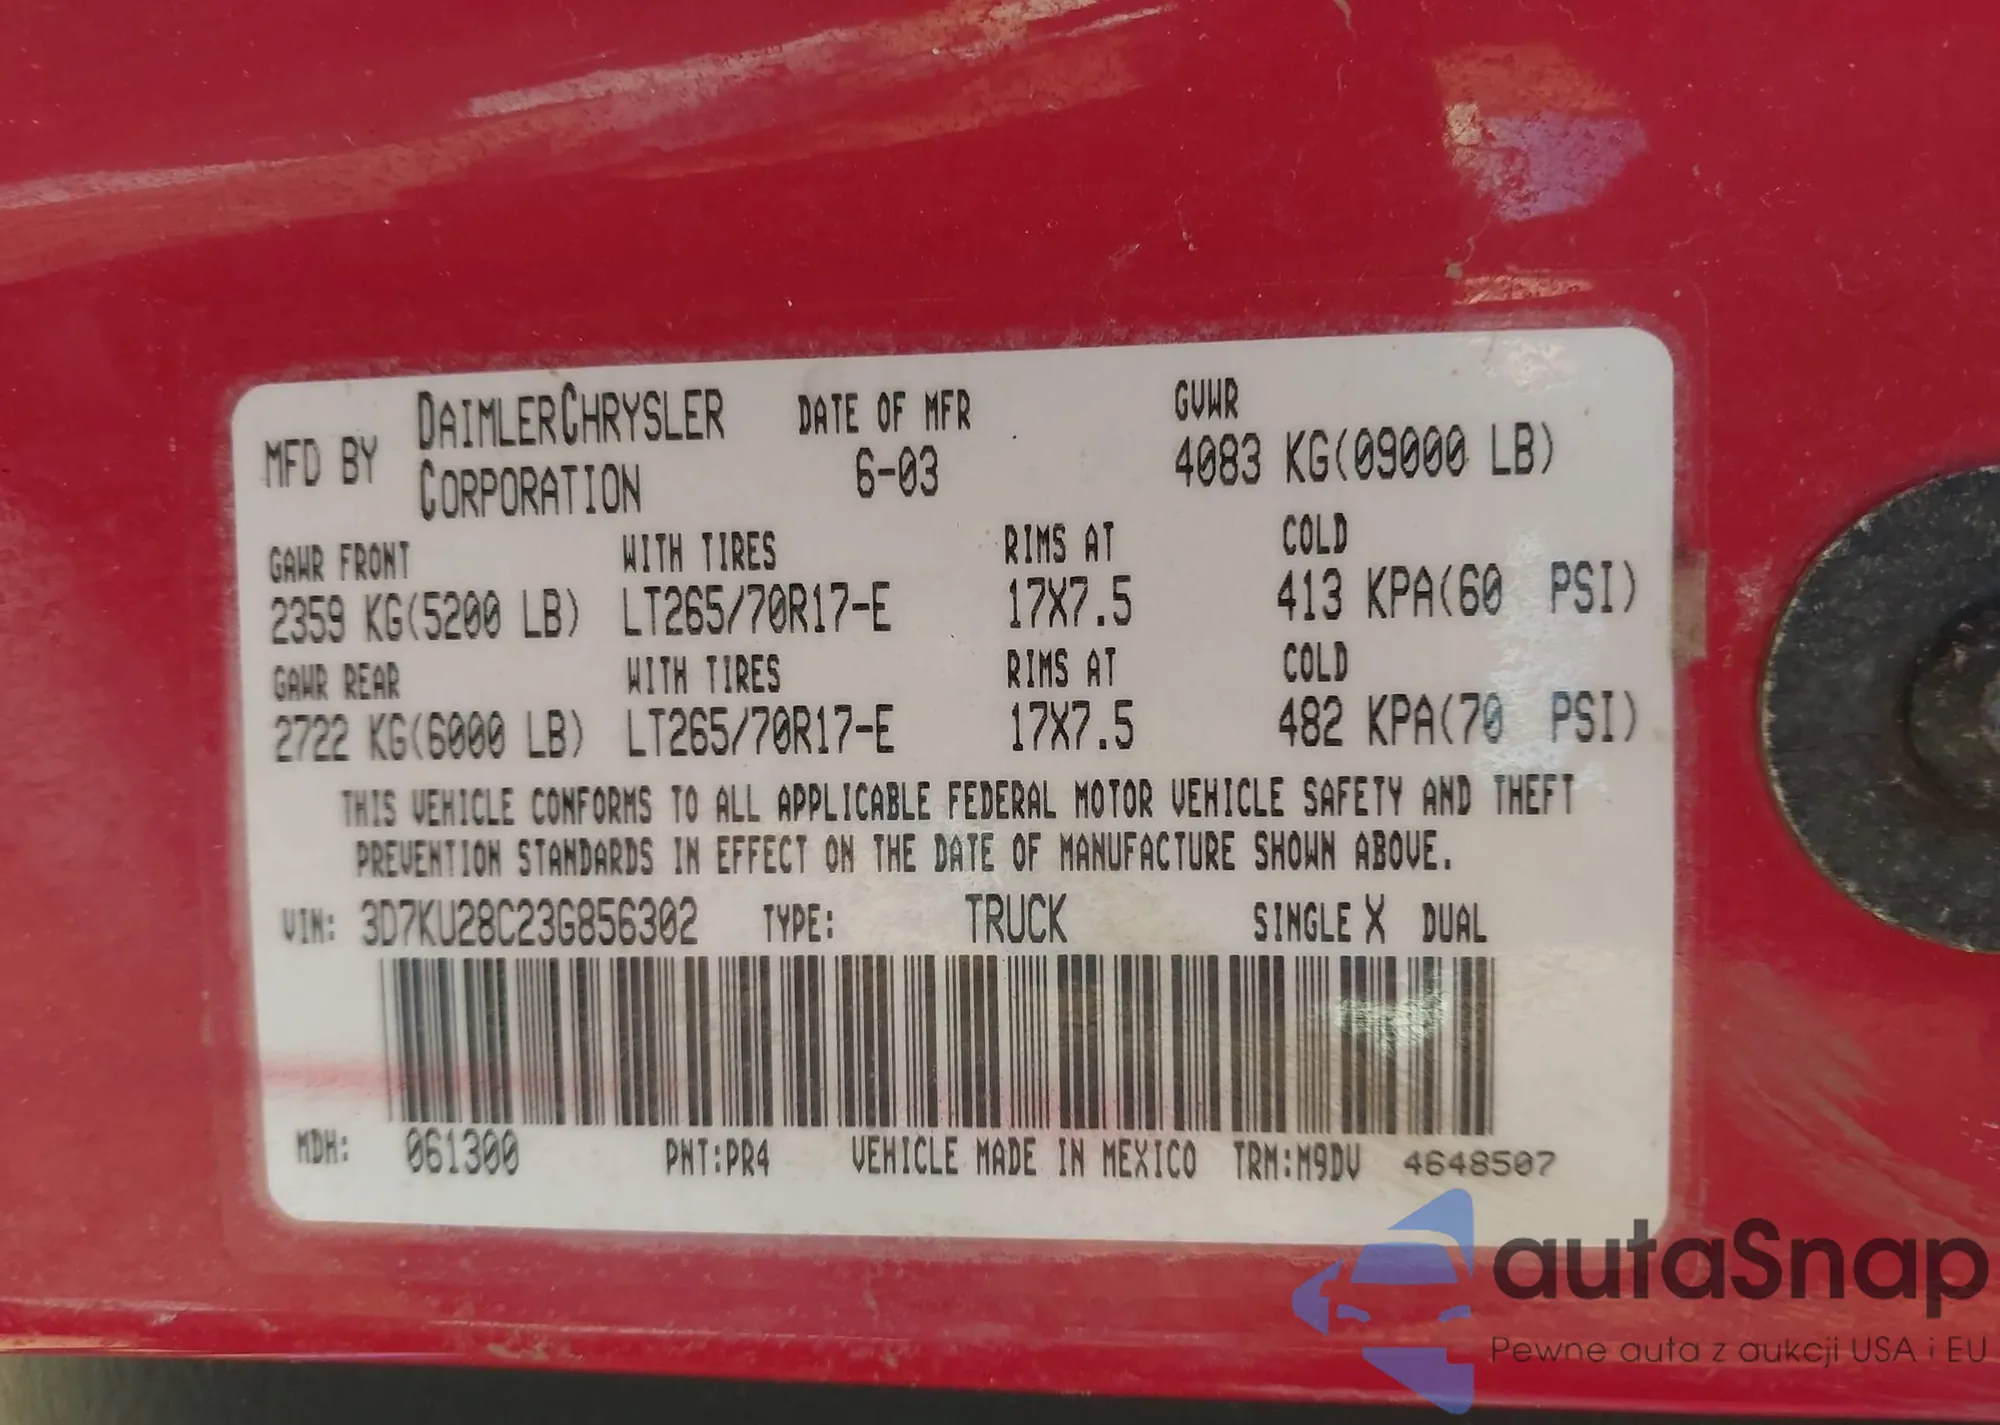 MFD BY DAIMLERCHRYSLER CORPORATION DATE OF MFR 6-03 GVWR 4083 KG(09000 LB)
GAWR FRONT WITH TIRES RIMS AT COLD
2359 KG(5200 LB) LT265/70R17-E 17X7.5 413 KPA(60 PSI)
GAWR REAR WITH TIRES RIMS AT COLD
2722 KG(6000 LB) LT265/70R17-E 17X7.5 482 KPA(70 PSI)
THIS VEHICLE CONFORMS TO ALL APPLICABLE FEDERAL MOTOR VEHICLE SAFETY AND THEFT
PREVENTION STANDARDS IN EFFECT ON THE DATE OF MANUFACTURE SHOWN ABOVE.
VIN: 3D7KU28C23G856302 TYPE: TRUCK SINGLE X DUAL
MDH: 061300 PNT:PR4 VEHICLE MADE IN MEXICO TRM:M9DV 4648507
autaSnap
Pewne auta z aukcji USA i EU